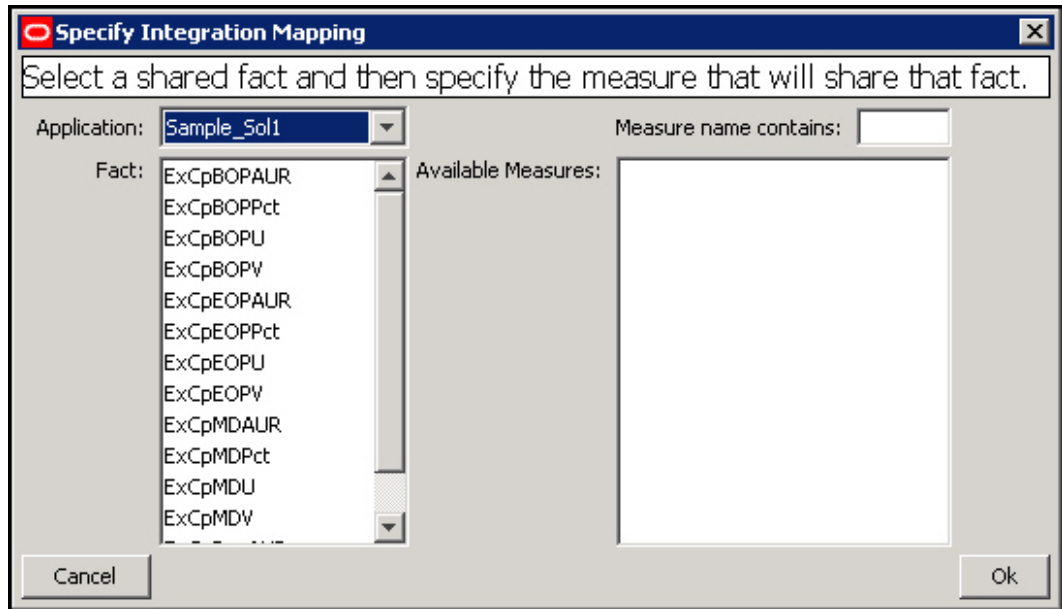 Specify Integration Mapping
Select a shared fact and then specify the measure that will share that fact.
Application: Sample_Sol1 Measure name contains:
Fact: Available Measures:
ExCpBOPAUR
ExCpBOPPct
ExCpBOPU
ExCpBOPV
ExCpEOPAUR
ExCpEOPPct
ExCpEOPU
ExCpEOPV
ExCpMDAUR
ExCpMDPct
ExCpMDU
ExCpMDV
Cancel Ok